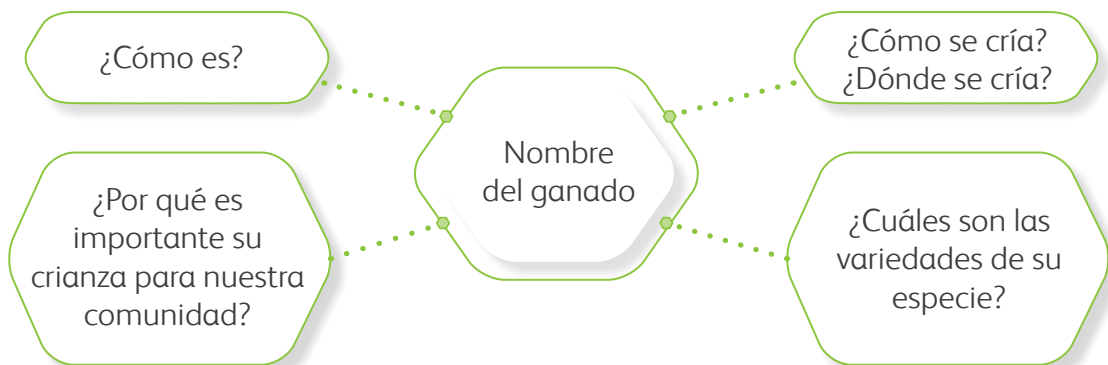 ¿Cómo es?
¿Cómo se cría?
¿Dónde se cría?
Nombre
del ganado
¿Por qué es
importante su
crianza para nuestra
comunidad?
¿Cuáles son las
variedades de su
especie?